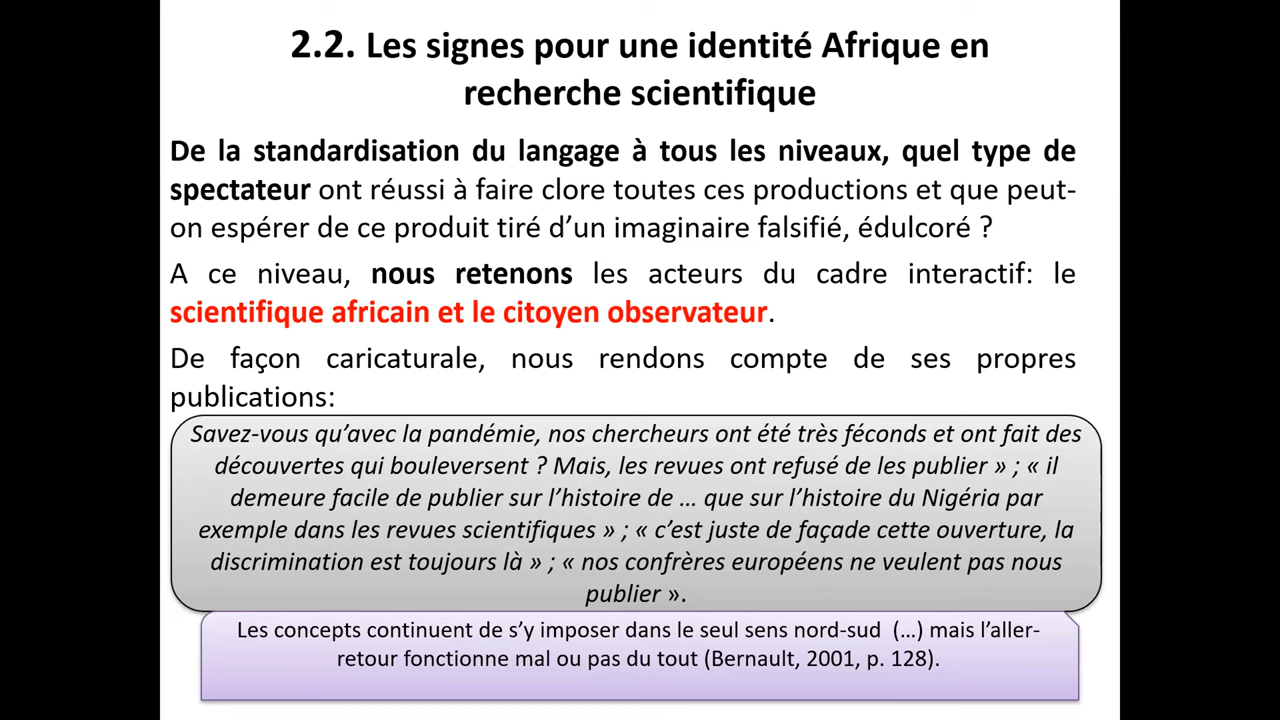 2.2. Les signes pour une identité Afrique en
recherche scientifique
De la standardisation du langage à tous les niveaux, quel type de
spectateur ont réussi à faire clore toutes ces productions et que peut-
on espérer de ce produit tiré d’un imaginaire falsifié, édulcoré ?
A ce niveau, nous retenons les acteurs du cadre interactif: le
scientifique africain et le citoyen observateur.
De façon caricaturale, nous rendons compte de ses propres
publications:
Savez-vous qu’avec la pandémie, nos chercheurs ont été très féconds et ont fait des
découvertes qui bouleversent ? Mais, les revues ont refusé de les publier » ; « il
demeure facile de publier sur l’histoire de … que sur l’histoire du Nigéria par
exemple dans les revues scientifiques » ; « c’est juste de façade cette ouverture, la
discrimination est toujours là » ; « nos confrères européens ne veulent pas nous
publier ».
Les concepts continuent de s’y imposer dans le seul sens nord-sud (…) mais l’aller-
retour fonctionne mal ou pas du tout (Bernault, 2001, p. 128).